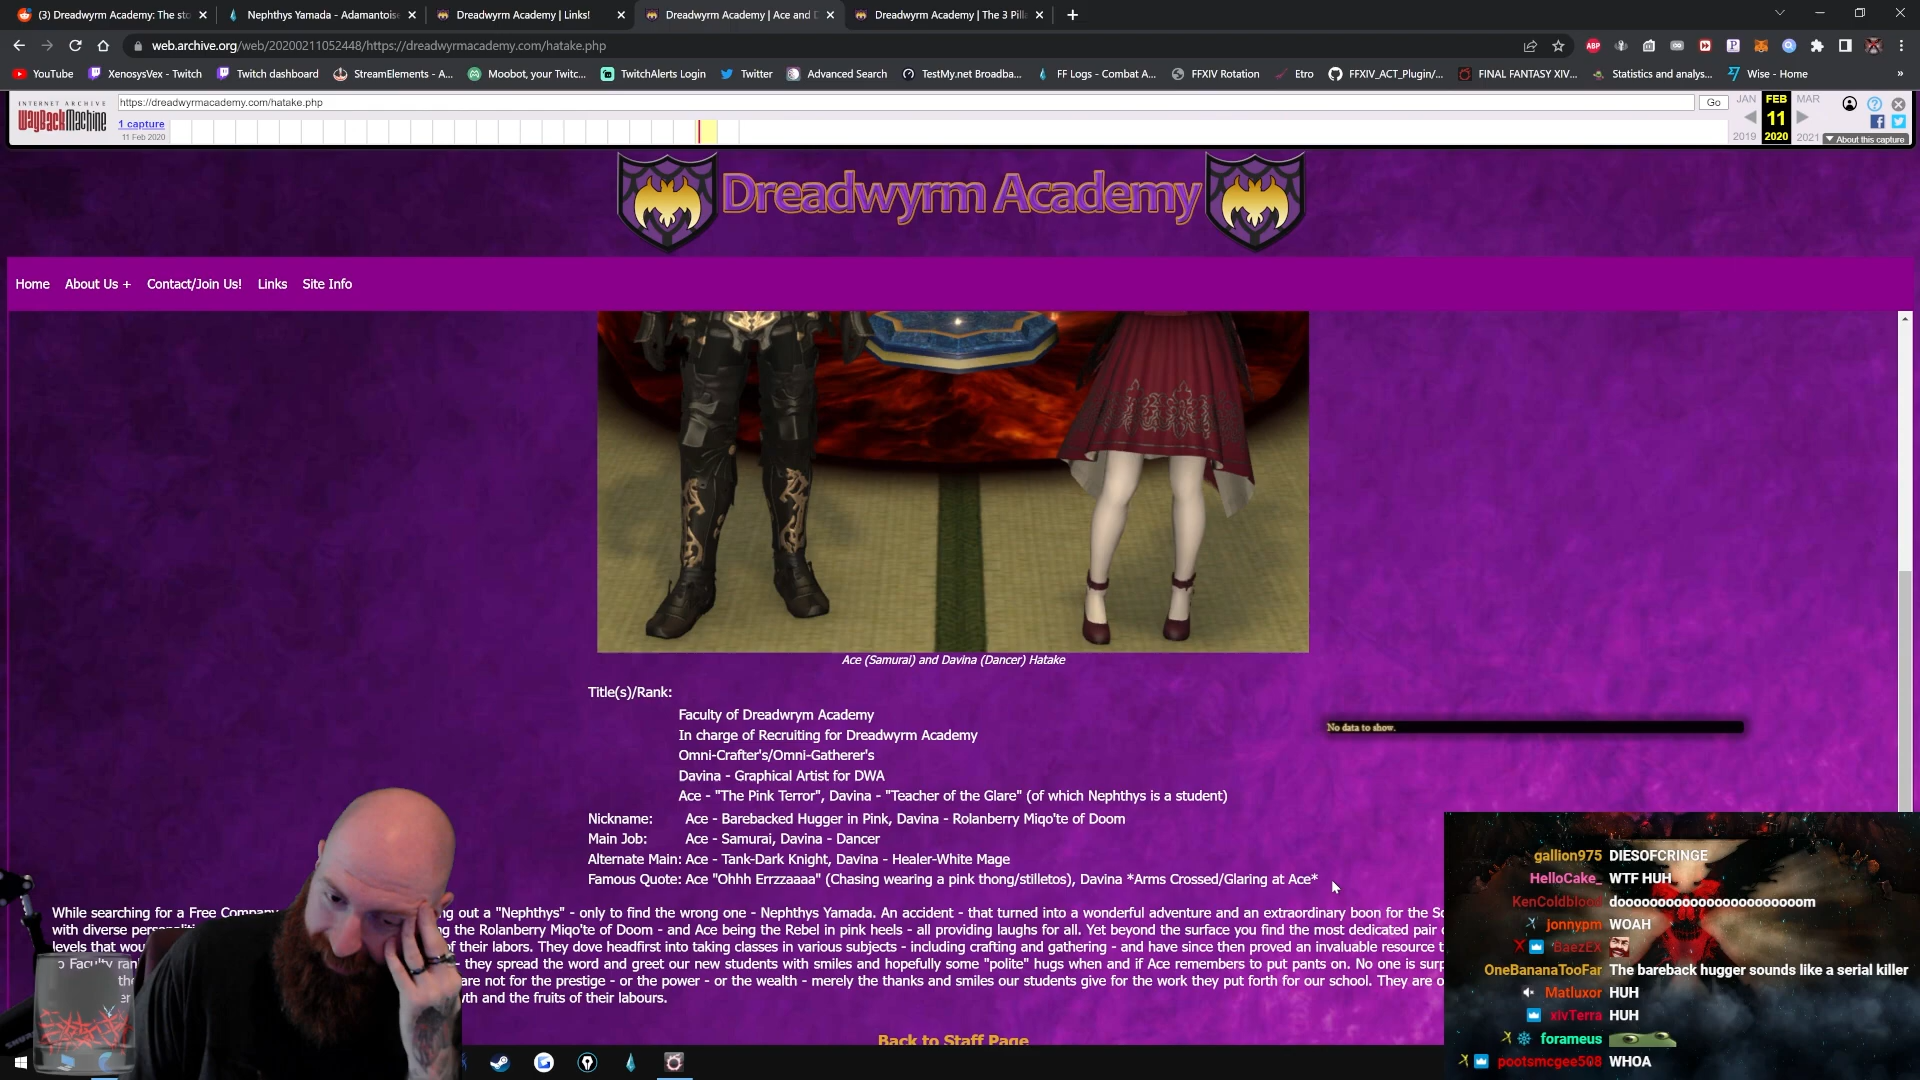 (3) Dreadwyrm Academy: The sto
Nephthys Yamada - Adamantoise
Dreadwyrm Academy | Links!
Dreadwyrm Academy | Ace and D
Dreadwyrm Academy | The 3 Pill
web.archive.org/web/20200211052448/https://dreadwyrmacademy.com/hatake.php
YouTube
XenosysVex - Twitch
Twitch dashboard
StreamElements - A...
Moobot, your Twitc...
TwitchAlerts Login
Twitter
Advanced Search
TestMy.net Broadba...
FF Logs - Combat A...
FFXIV Rotation
Etro
FFXIV_ACT_Plugin/...
FINAL FANTASY XIV...
Statistics and analys...
Wise - Home
»
INTERNET ARCHIVE
WayBackMachine
https://dreadwyrmacademy.com/hatake.php
Go
JAN FEB MAR
1 capture
11
11 Feb 2020
2019 2020 2021
About this capture
Dreadwyrm Academy
Home About Us + Contact/Join Us! Links Site Info
Ace (Samurai) and Davina (Dancer) Hatake
Title(s)/Rank:
Faculty of Dreadwrym Academy
In charge of Recruiting for Dreadwyrm Academy
Omni-Crafter's/Omni-Gatherer's
Davina - Graphical Artist for DWA
Ace - "The Pink Terror", Davina - "Teacher of the Glare" (of which Nephthys is a student)
Nickname: Ace - Barebacked Hugger in Pink, Davina - Rolanberry Miqo'te of Doom
Main Job: Ace - Samurai, Davina - Dancer
Alternate Main: Ace - Tank-Dark Knight, Davina - Healer-White Mage
Famous Quote: Ace "Ohhh Errzzaaaa" (Chasing wearing a pink thong/stilletos), Davina *Arms Crossed/Glaring at Ace*
While searching for a Free Company ng out a "Nephthys" - only to find the wrong one - Nephthys Yamada. An accident - that turned into a wonderful adventure and an extraordinary boon for the Sc
with diverse ng the Rolanberry Miqo'te of Doom - and Ace being the Rebel in pink heels - all providing laughs for all. Yet beyond the surface you find the most dedicated pair
levels that wou of their labors. They dove headfirst into taking classes in various subjects - including crafting and gathering - and have since then proved an invaluable resource t
to Faculty ran - they spread the word and greet our new students with smiles and hopefully some "polite" hugs when and if Ace remembers to put pants on. No one is surp
the are not for the prestige - or the power - or the wealth - merely the thanks and smiles our students give for the work they put forth for our school. They are o
er th and the fruits of their labours.
Back to Staff Page
No data to show.
gallion975 DIESOFCRINGE
HelloCake_ WTF HUH
KenColdblood doooooooooooooooooooooom
jonnypm WOAH
BaezEX
OneBananaTooFar The bareback hugger sounds like a serial killer
Matluxor HUH
xivTerra HUH
forameus
pootsmcgee508 WHOA